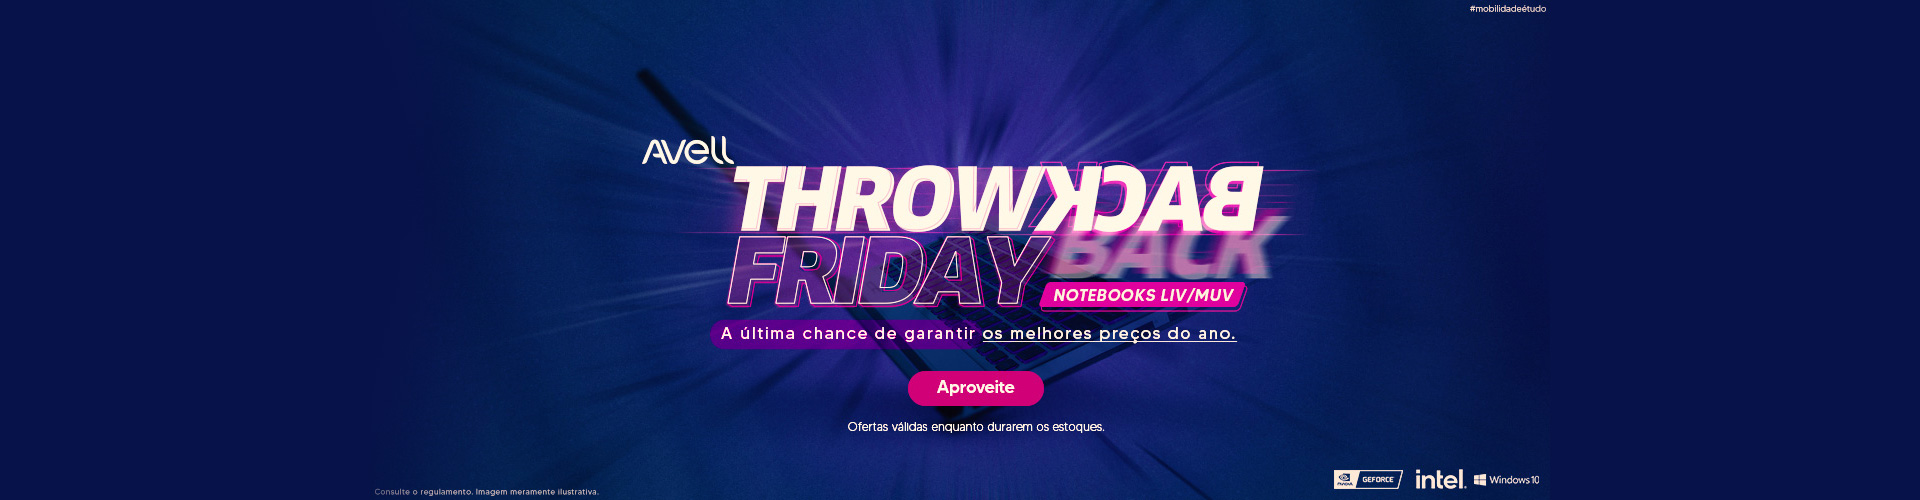 #mobilidadeétudo
Avell
THROWBACK
FRIDAY BACK
NOTEBOOKS LIV/MUV
A última chance de garantir os melhores preços do ano.
Aproveite
Ofertas válidas enquanto durarem os estoques.
NVIDIA GEFORCE intel. Windows 10
Consulte o regulamento. Imagem meramente ilustrativa.